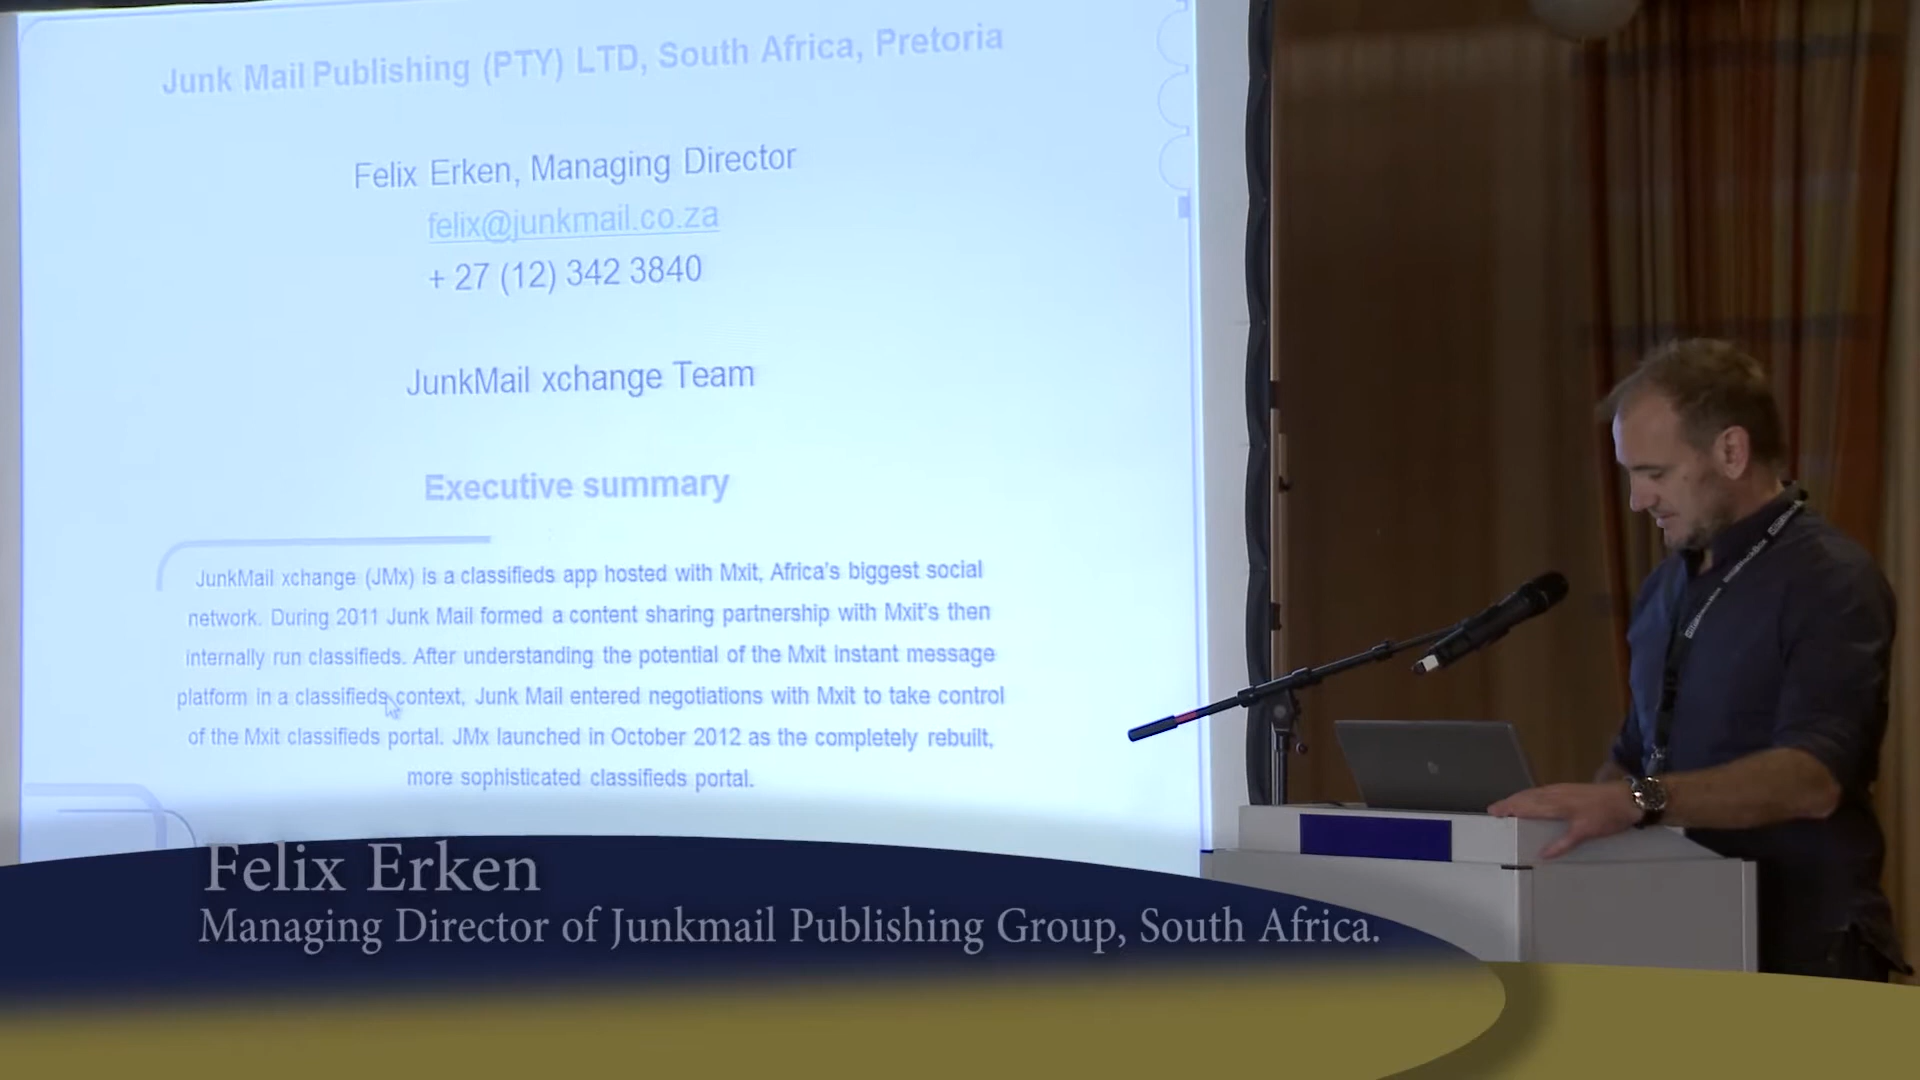 Junk Mail Publishing (PTY) LTD, South Africa, Pretoria
Felix Erken, Managing Director
felix@junkmail.co.za
+ 27 (12) 342 3840
JunkMail xchange Team
Executive summary
JunkMail xchange (JMx) is a classifieds app hosted with Mxit, Africa's biggest social
network. During 2011 Junk Mail formed a content sharing partnership with Mxit's then
internally run classifieds. After understanding the potential of the Mxit instant message
platform in a classifieds context, Junk Mail entered negotiations with Mxit to take control
of the Mxit classifieds portal. JMx launched in October 2012 as the completely rebuilt,
more sophisticated classifieds portal.
Felix Erken
Managing Director of Junkmail Publishing Group, South Africa.